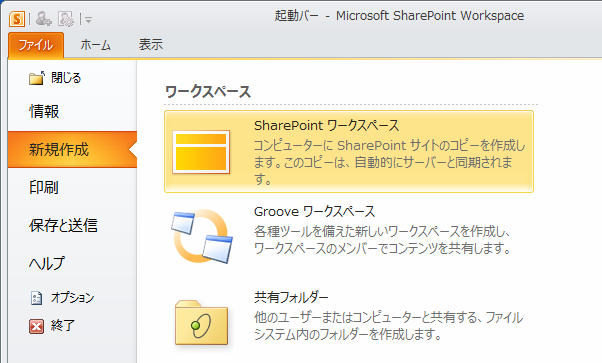 起動バー - Microsoft SharePoint Workspace
ファイル ホーム 表示
閉じる
情報
新規作成
印刷
保存と送信
ヘルプ
オプション
終了
ワークスペース
SharePoint ワークスペース
コンピューターに SharePoint サイトのコピーを作成し
ます。このコピーは、自動的にサーバーと同期されま
す。
Groove ワークスペース
各種ツールを備えた新しいワークスペースを作成し、
ワークスペースのメンバーでコンテンツを共有します。
共有フォルダー
他のユーザーまたはコンピューターと共有する、ファイル
システム内のフォルダーを作成します。